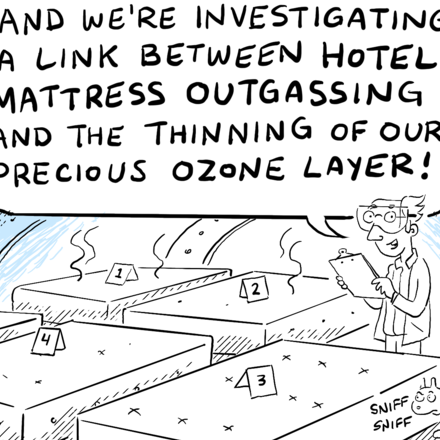 AND WE'RE INVESTIGATING
A LINK BETWEEN HOTEL
MATTRESS OUTGASSING
AND THE THINNING OF OUR
PRECIOUS OZONE LAYER!
1
2
4
3
SNIFF
SNIFF